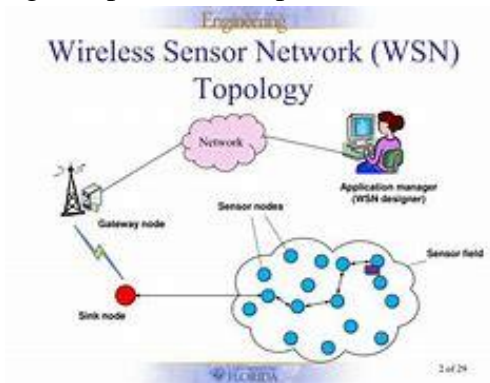 Engineering
Wireless Sensor Network (WSN)
Topology
Network
Application manager
(WSN designer)
Gateway node
Sensor nodes
Sensor field
Sink node
FLORIDA
2 of 29